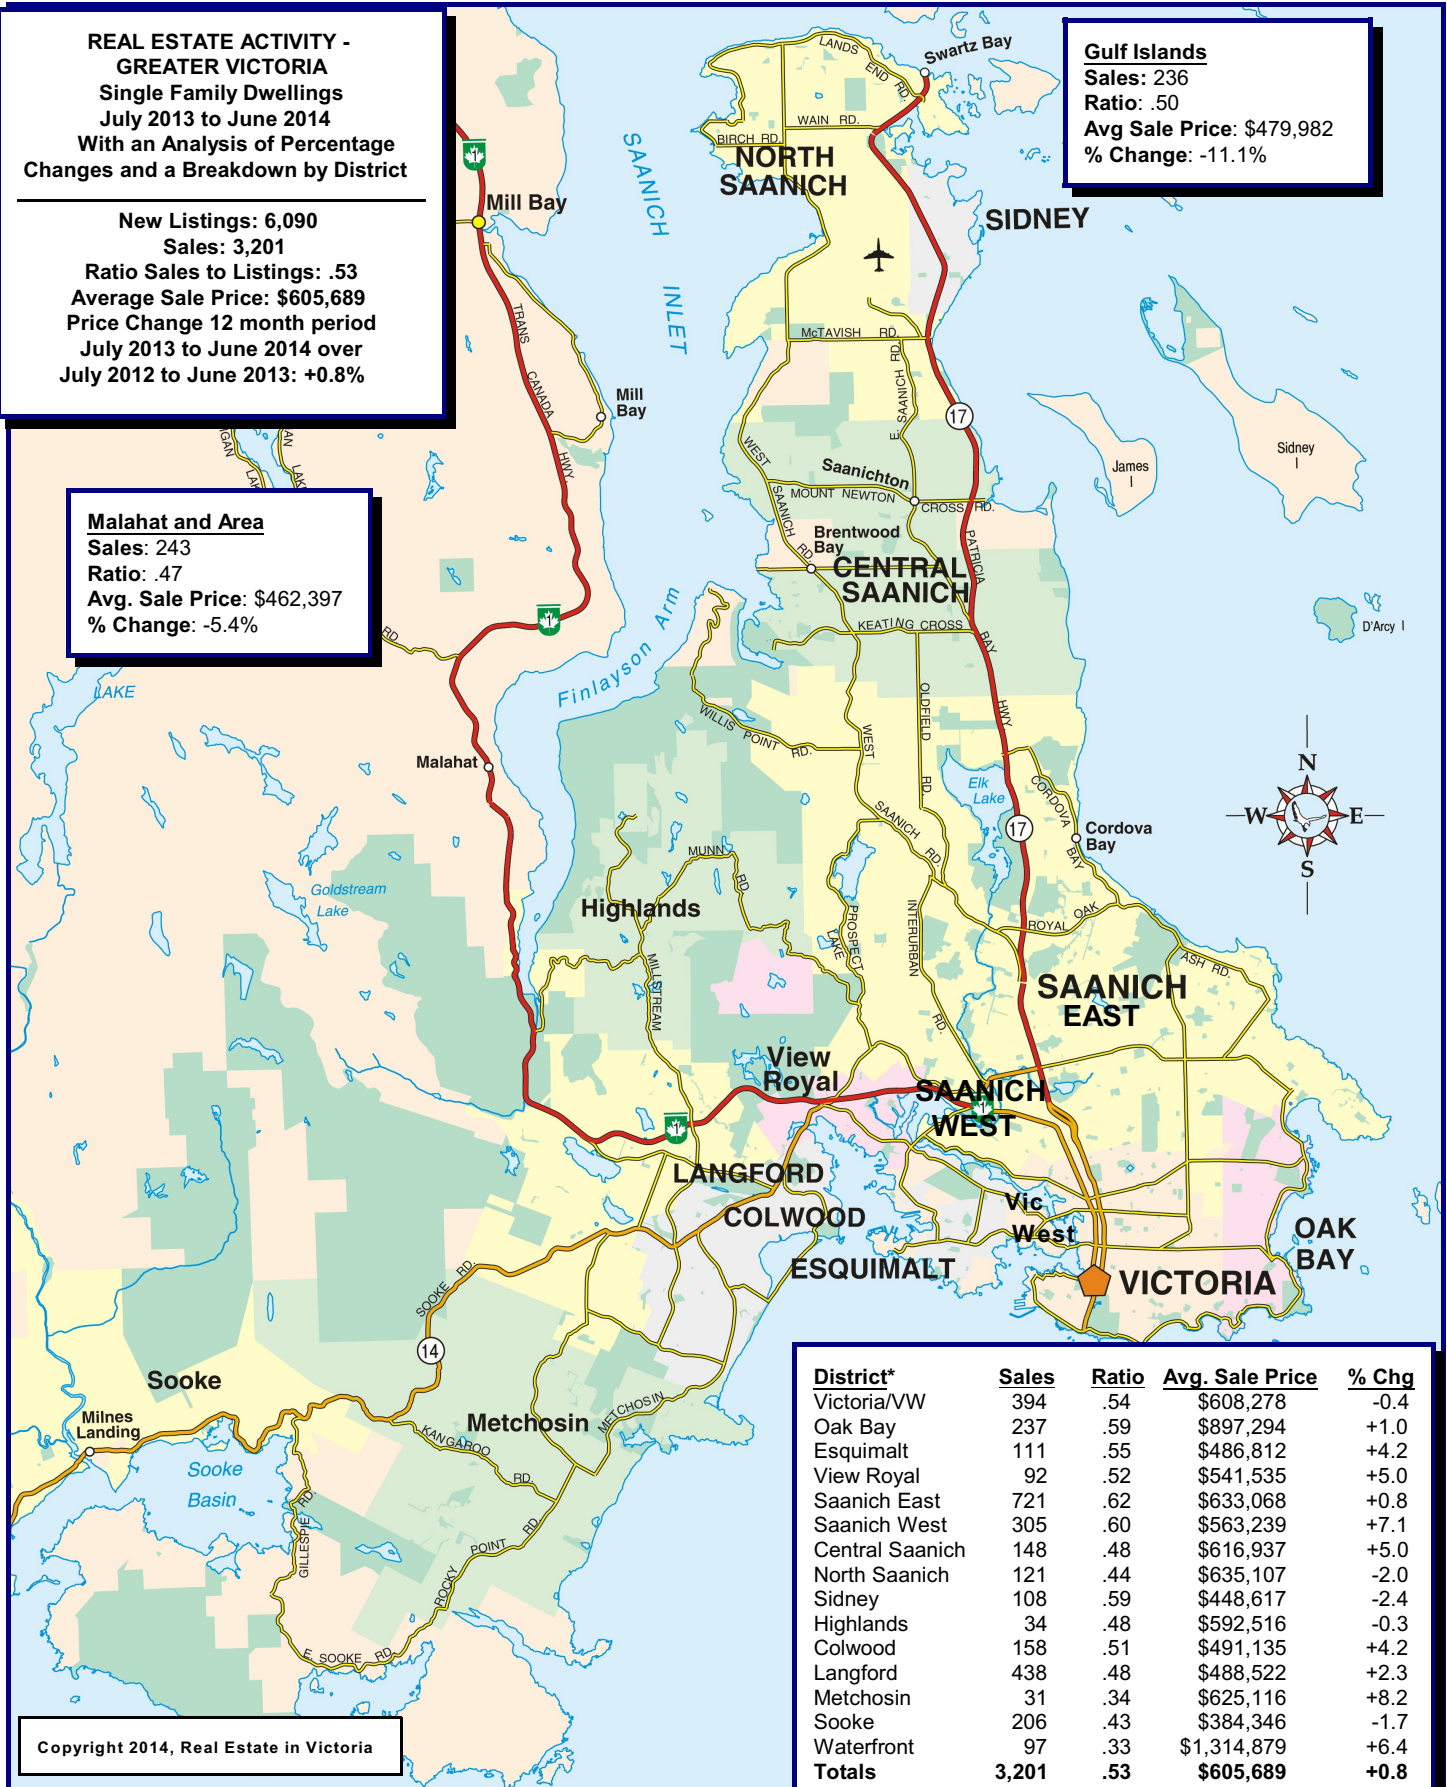 REAL ESTATE ACTIVITY -
GREATER VICTORIA
Single Family Dwellings
July 2013 to June 2014
With an Analysis of Percentage
Changes and a Breakdown by District
New Listings: 6,090
Sales: 3,201
Ratio Sales to Listings: .53
Average Sale Price: $605,689
Price Change 12 month period
July 2013 to June 2014 over
July 2012 to June 2013: +0.8%
Gulf Islands
Sales: 236
Ratio: .50
Avg Sale Price: $479,982
% Change: -11.1%
LANDS
END
RD.
Swartz Bay
WAIN RD.
BIRCH RD.
NORTH
SAANICH
SAANICH
INLET
1
Mill Bay
SIDNEY
TRANS
CANADA
HWY
McTAVISH RD.
E. SAANICH RD.
Mill
Bay
17
WEST
SAANICH
RD.
Saanichton
MOUNT NEWTON
CROSS RD.
James
I
Sidney
I
Malahat and Area
Sales: 243
Ratio: .47
Avg. Sale Price: $462,397
% Change: -5.4%
Brentwood
Bay
CENTRAL
SAANICH
PATRICIA
BAY
HWY
KEATING CROSS
1
RD.
Finlayson Arm
D'Arcy I
LAKE
WILLIS POINT RD.
OLDFIELD
RD.
WEST
SAANICH
RD.
Malahat
Elk
Lake
17
CORDOVA
BAY
Cordova
Bay
N
W
E
S
MUNN
RD.
Goldstream
Lake
Highlands
PROSPECT
LAKE
INTERURBAN
RD.
ROYAL OAK
ASH RD.
MILLSTREAM
SAANICH
EAST
View
Royal
SAANICH
WEST
1
1
LANGFORD
COLWOOD
Vic
West
OAK
BAY
ESQUIMALT
VICTORIA
SOOKE RD.
14
Sooke
Milnes
Landing
Metchosin
METCHOSIN
KANGAROO
RD.
Sooke
Basin
GILLESPIE RD.
ROCKY
POINT
RD.
E. SOOKE RD.
District* Sales Ratio Avg. Sale Price % Chg
Victoria/VW 394 .54 $608,278 -0.4
Oak Bay 237 .59 $897,294 +1.0
Esquimalt 111 .55 $486,812 +4.2
View Royal 92 .52 $541,535 +5.0
Saanich East 721 .62 $633,068 +0.8
Saanich West 305 .60 $563,239 +7.1
Central Saanich 148 .48 $616,937 +5.0
North Saanich 121 .44 $635,107 -2.0
Sidney 108 .59 $448,617 -2.4
Highlands 34 .48 $592,516 -0.3
Colwood 158 .51 $491,135 +4.2
Langford 438 .48 $488,522 +2.3
Metchosin 31 .34 $625,116 +8.2
Sooke 206 .43 $384,346 -1.7
Waterfront 97 .33 $1,314,879 +6.4
Totals 3,201 .53 $605,689 +0.8
Copyright 2014, Real Estate in Victoria